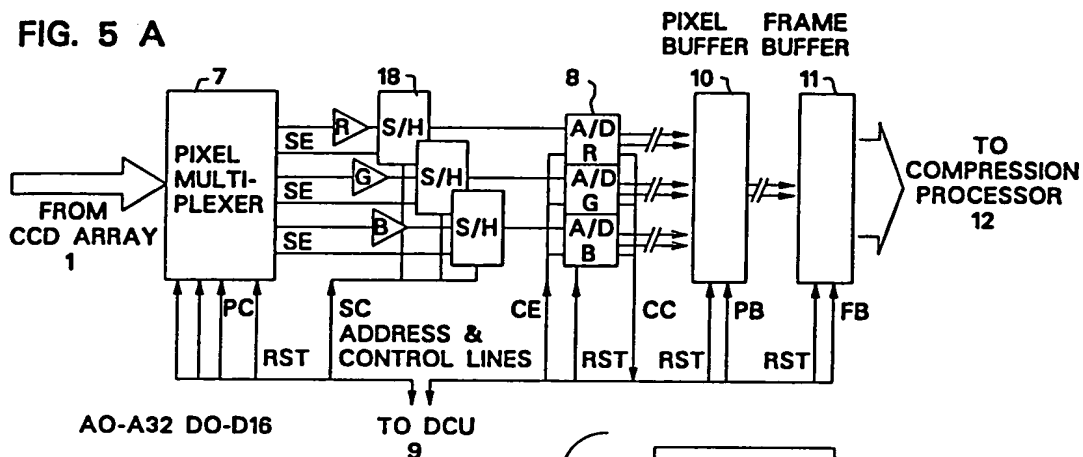 FIG. 5 A
PIXEL FRAME
BUFFER BUFFER
7
18
8
10
11
PIXEL
MULTI-
PLEXER
SE
SE
SE
R
G
B
S/H
S/H
S/H
A/D
R
A/D
G
A/D
B
FROM
CCD ARRAY
1
TO
COMPRESSION
PROCESSOR
12
PC
SC
CE
CC
PB
FB
ADDRESS &
CONTROL LINES
RST
RST
RST
RST
AO-A32 DO-D16
TO DCU
9